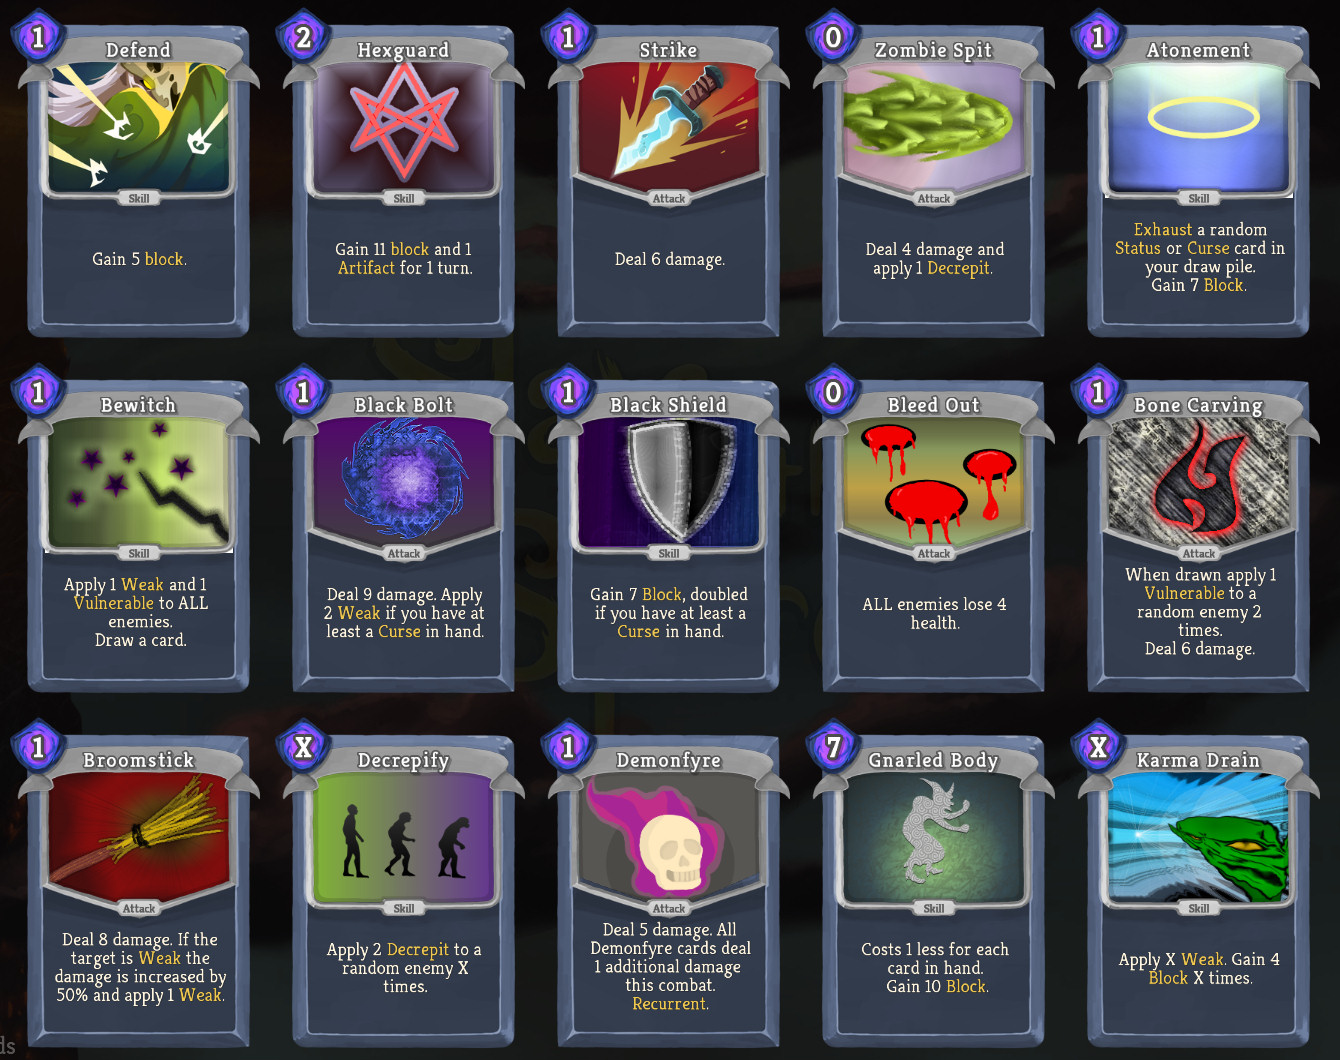 1
Defend
Skill
Gain 5 block.
2
Hexguard
Skill
Gain 11 block and 1
Artifact for 1 turn.
1
Strike
Attack
Deal 6 damage.
0
Zombie Spit
Attack
Deal 4 damage and
apply 1 Decrepit.
1
Atonement
Skill
Exhaust a random
Status or Curse card in
your draw pile.
Gain 7 Block.
1
Bewitch
Skill
Apply 1 Weak and 1
Vulnerable to ALL
enemies.
Draw a card.
1
Black Bolt
Attack
Deal 9 damage. Apply
2 Weak if you have at
least a Curse in hand.
1
Black Shield
Skill
Gain 7 Block, doubled
if you have at least a
Curse in hand.
0
Bleed Out
Attack
ALL enemies lose 4
health.
1
Bone Carving
Attack
When drawn apply 1
Vulnerable to a
random enemy 2
times.
Deal 6 damage.
1
Broomstick
Attack
Deal 8 damage. If the
target is Weak the
damage is increased by
50% and apply 1 Weak.
X
Decrepify
Skill
Apply 2 Decrepit to a
random enemy X
times.
1
Demonfyre
Attack
Deal 5 damage. All
Demonfyre cards deal
1 additional damage
this combat.
Recurrent.
7
Gnarled Body
Skill
Costs 1 less for each
card in hand.
Gain 10 Block.
X
Karma Drain
Skill
Apply X Weak. Gain 4
Block X times.